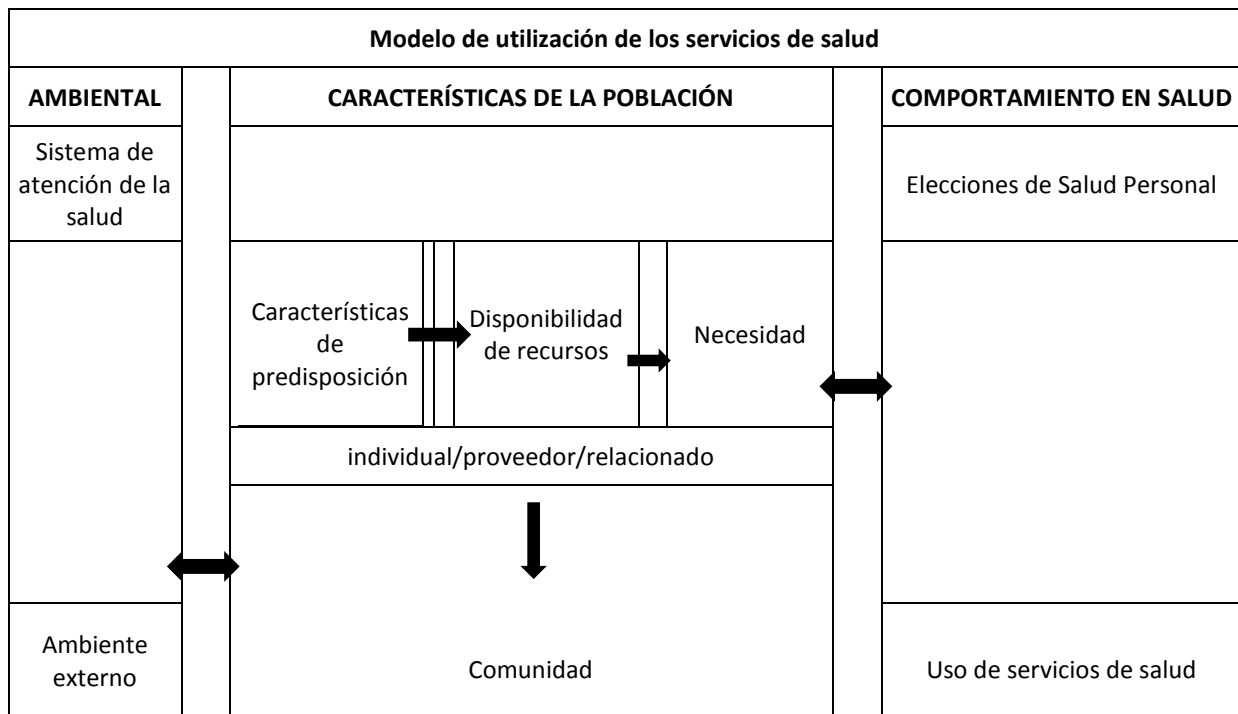 Modelo de utilización de los servicios de salud
AMBIENTAL
CARACTERÍSTICAS DE LA POBLACIÓN
COMPORTAMIENTO EN SALUD
Sistema de
atención de la
salud
Elecciones de Salud Personal
Características
de
predisposición
Disponibilidad
de recursos
Necesidad
individual/proveedor/relacionado
Ambiente
externo
Comunidad
Uso de servicios de salud